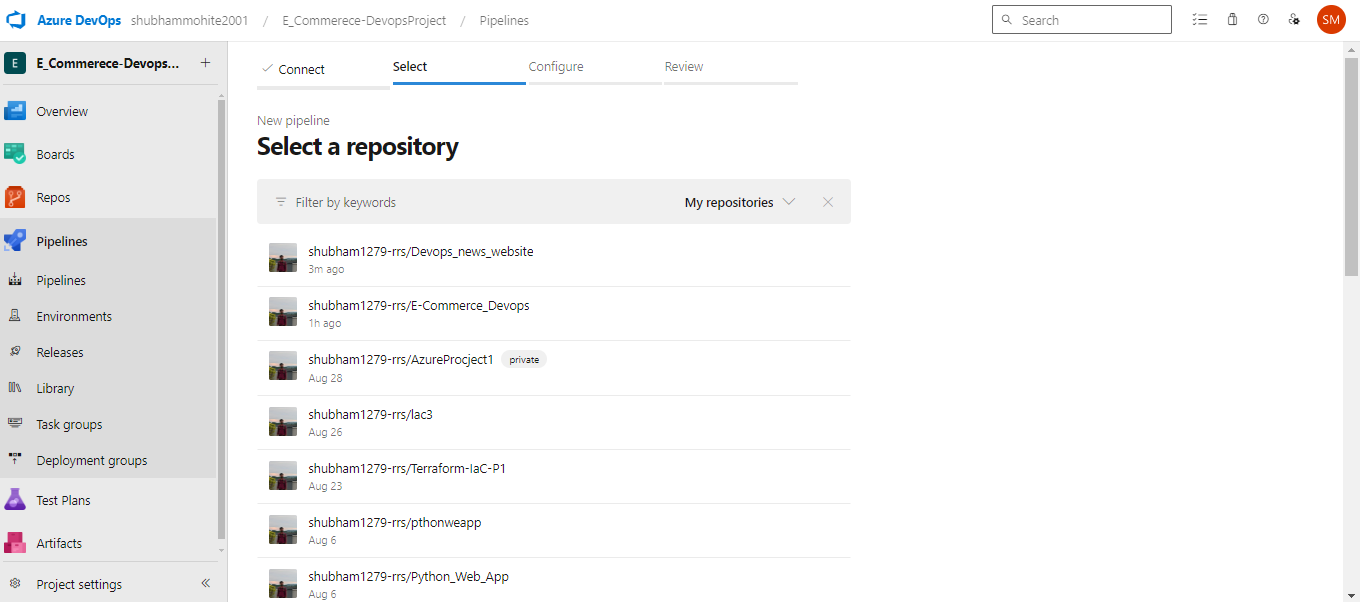 Azure DevOps shubhammohite2001 / E_Commerece-DevopsProject / Pipelines Search SM
E E_Commerece-Devops... +
Overview
Boards
Repos
Pipelines
Pipelines
Environments
Releases
Library
Task groups
Deployment groups
Test Plans
Artifacts
Project settings
Connect Select Configure Review
New pipeline
Select a repository
Filter by keywords My repositories
shubham1279-rrs/Devops_news_website
3m ago
shubham1279-rrs/E-Commerce_Devops
1h ago
shubham1279-rrs/AzureProcject1 private
Aug 28
shubham1279-rrs/Iac3
Aug 26
shubham1279-rrs/Terraform-IaC-P1
Aug 23
shubham1279-rrs/pthonweapp
Aug 6
shubham1279-rrs/Python_Web_App
Aug 6